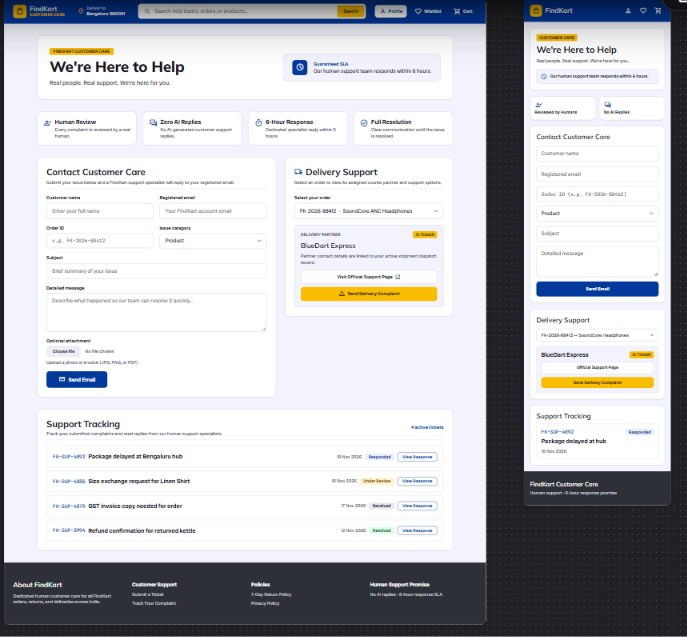 FindKart
CUSTOMER CARE
Deliver to
Bengaluru 560001
Search help topics, orders, or products...
Search
Profile
Wishlist
Cart
FINDKART CUSTOMER CARE
We're Here to Help
Real people. Real support. We're here for you.
Guaranteed SLA
Our human support team responds within 6 hours.
Human Review
Every complaint is reviewed by a real
human.
Zero AI Replies
No AI-generated customer support
replies.
6-Hour Response
Dedicated specialist reply within 6
hours.
Full Resolution
Clear communication until the issue
is resolved.
Contact Customer Care
Submit your issue below and a FindKart support specialist will reply to your registered email.
Customer name
Registered email
Enter your full name
Your FindKart account email
Order ID
Issue category
e.g. FK-2026-88412
Product
Subject
Brief summary of your issue
Detailed message
Describe what happened so our team can resolve it quickly...
Optional attachment
Choose file
No file chosen
Upload a photo or invoice (JPG, PNG, or PDF)
Send Email
Delivery Support
Select an order to view its assigned courier partner and support options.
Select your order
FK-2026-88412 — SoundCore ANC Headphones
DELIVERY PARTNER
In Transit
BlueDart Express
Partner contact details are linked to your active shipment dispatch
record.
Visit Official Support Page
Send Delivery Complaint
Support Tracking
Track your submitted complaints and read replies from our human support specialists.
4 active tickets
FK-SUP-4092 Package delayed at Bengaluru hub
19 Nov 2026 Responded View Response
FK-SUP-4086 Size exchange request for Linen Shirt
18 Nov 2026 Under Review View Response
FK-SUP-4079 GST invoice copy needed for order
17 Nov 2026 Resolved View Response
FK-SUP-3994 Refund confirmation for returned kettle
12 Nov 2026 Resolved View Response
About FindKart
Dedicated human customer care for all FindKart
orders, returns, and deliveries across India.
Customer Support
Submit a Ticket
Track Your Complaint
Policies
7-Day Return Policy
Privacy Policy
Human Support Promise
No AI replies · 6-hour response SLA
FindKart
FINDKART CUSTOMER CARE
We're Here to Help
Real people. Real support. We're here for you.
Our human support team responds within 6 hours.
Reviewed by Humans
No AI Replies
Contact Customer Care
Customer name
Registered email
Order ID (e.g. FK-2026-88412)
Product
Subject
Detailed message
Send Email
Delivery Support
FK-2026-88412 — SoundCore Headphones
BlueDart Express
In Transit
Official Support Page
Send Delivery Complaint
Support Tracking
FK-SUP-4092
Responded
Package delayed at hub
19 Nov 2026
FindKart Customer Care
Human support · 6-hour response promise